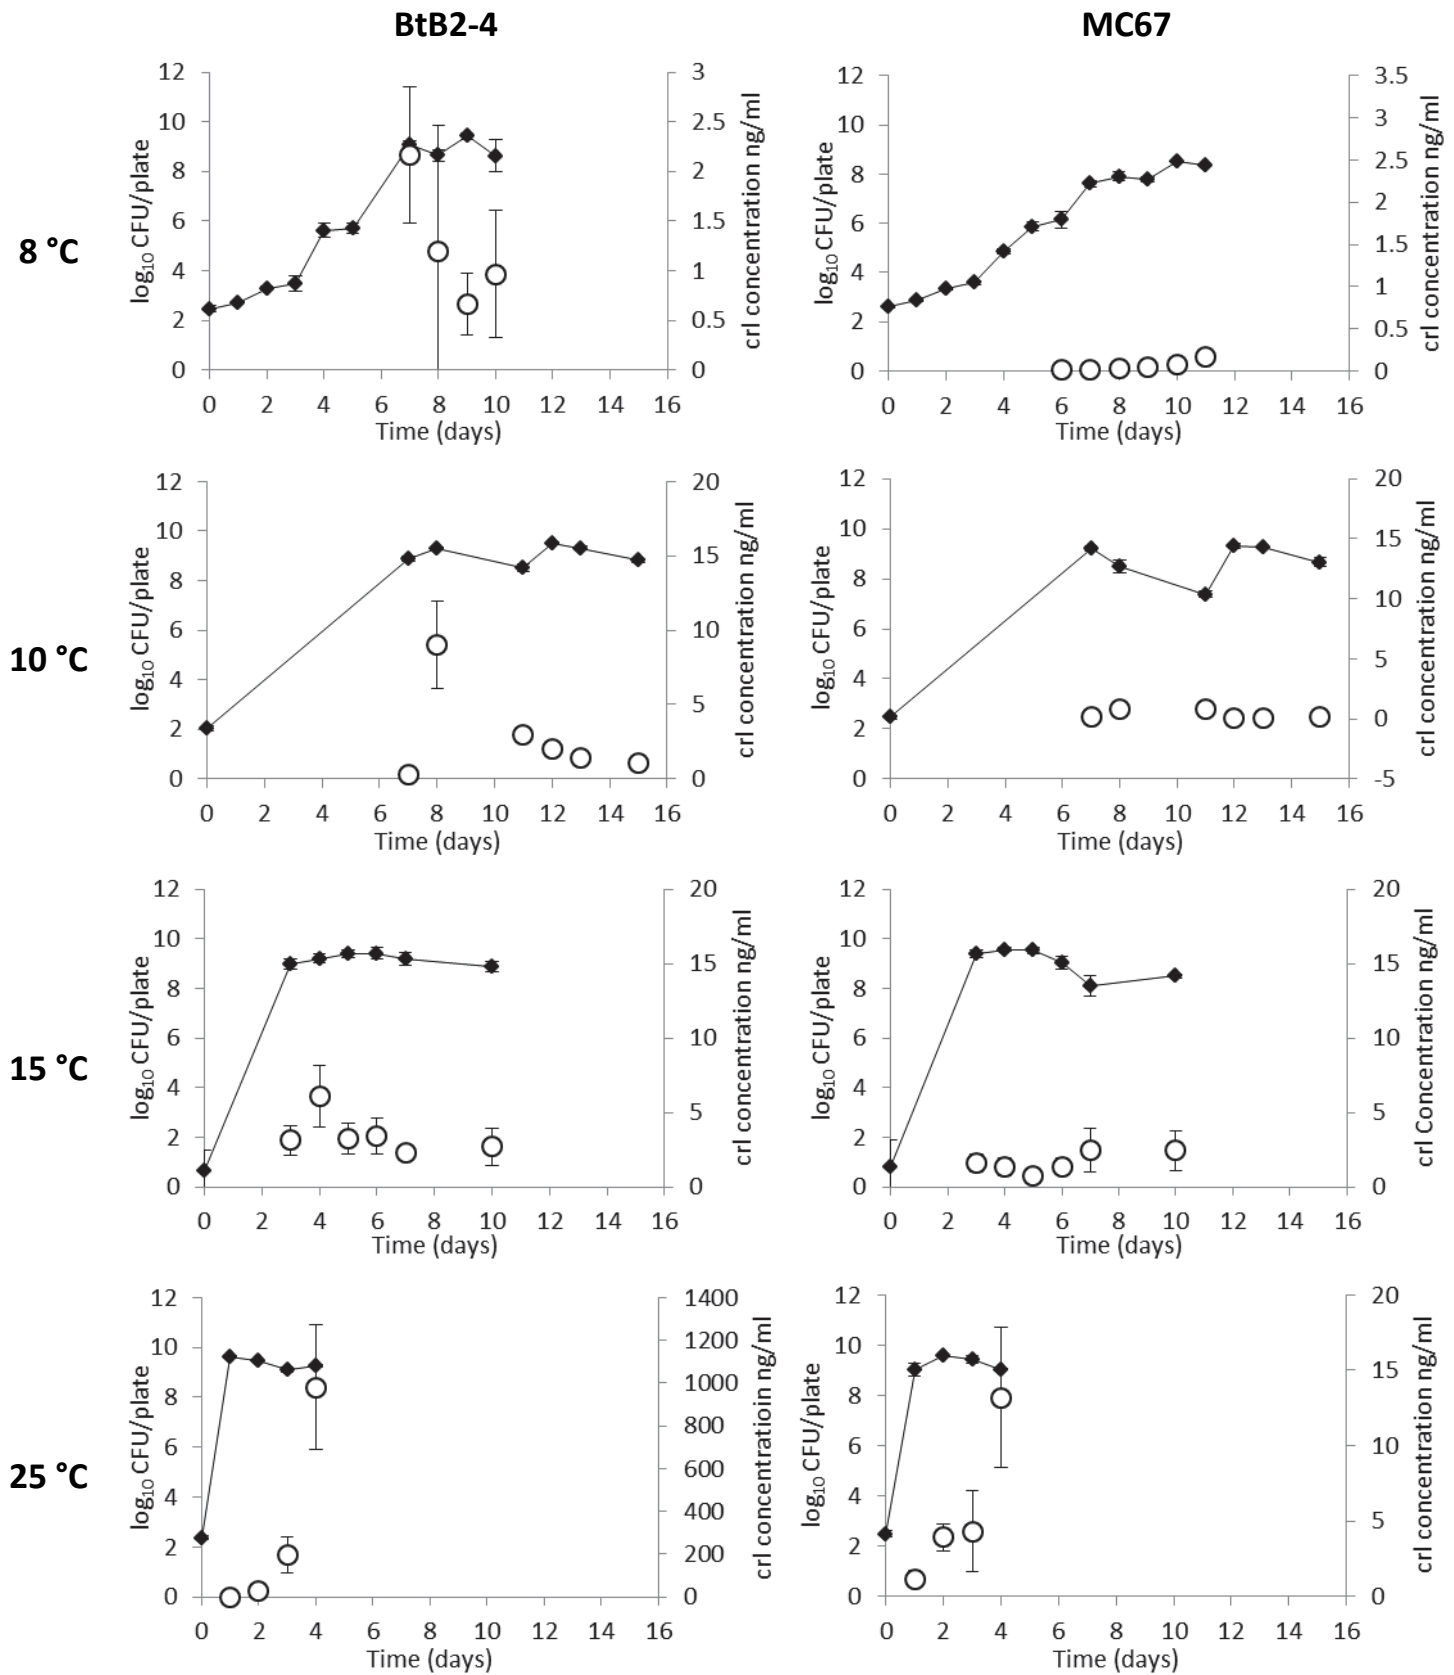 BtB2-4 MC67
8 °C
log10 CFU/plate
12
10
8
6
4
2
0
3
2.5
2
1.5
1
0.5
0
crl concentration ng/ml
0 2 4 6 8 10 12 14 16
Time (days)
log10 CFU/plate
12
10
8
6
4
2
0
3.5
3
2.5
2
1.5
1
0.5
0
crl concentration ng/ml
0 2 4 6 8 10 12 14 16
Time (days)
10 °C
log10 CFU/plate
12
10
8
6
4
2
0
20
15
10
5
0
crl concentration ng/ml
0 2 4 6 8 10 12 14 16
Time (days)
log10 CFU/plate
12
10
8
6
4
2
0
20
15
10
5
0
-5
crl concentration ng/ml
0 2 4 6 8 10 12 14 16
Time (days)
15 °C
log10 CFU/plate
12
10
8
6
4
2
0
20
15
10
5
0
crl concentration ng/ml
0 2 4 6 8 10 12 14 16
Time (days)
log10 CFU/plate
12
10
8
6
4
2
0
20
15
10
5
0
crl Concentration ng/ml
0 2 4 6 8 10 12 14 16
Time (days)
25 °C
log10 CFU/plate
12
10
8
6
4
2
0
1400
1200
1000
800
600
400
200
0
crl concentratioin ng/ml
0 2 4 6 8 10 12 14 16
Time (days)
log10 CFU/plate
12
10
8
6
4
2
0
20
15
10
5
0
crl concentration ng/ml
0 2 4 6 8 10 12 14 16
Time (days)